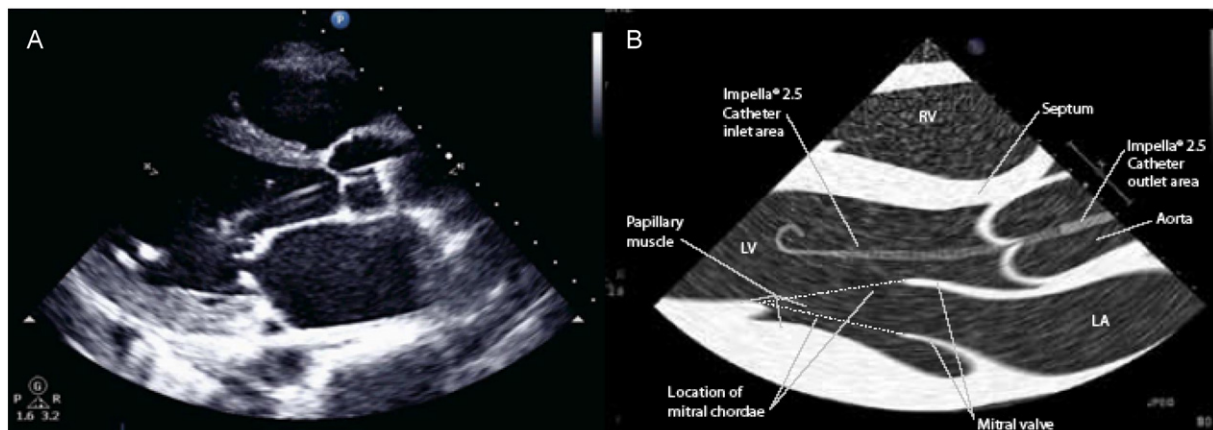 A
P
G
P R
1.6 3.2
B
Impella® 2.5
Catheter
inlet area
RV
Septum
Impella® 2.5
Catheter
outlet area
Aorta
Papillary
muscle
LV
LA
Location of
mitral chordae
Mitral valve
JPEG